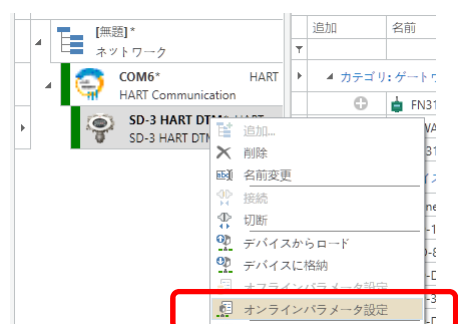 [無題]*
ネットワーク
COM6* HART
HART Communication
SD-3 HART DTM* HART
SD-3 HART DTM
追加...
削除
名前変更
接続
切断
デバイスからロード
デバイスに格納
オフラインパラメータ設定
オンラインパラメータ設定
追加 名前
カテゴリ: ゲートウ
FN31